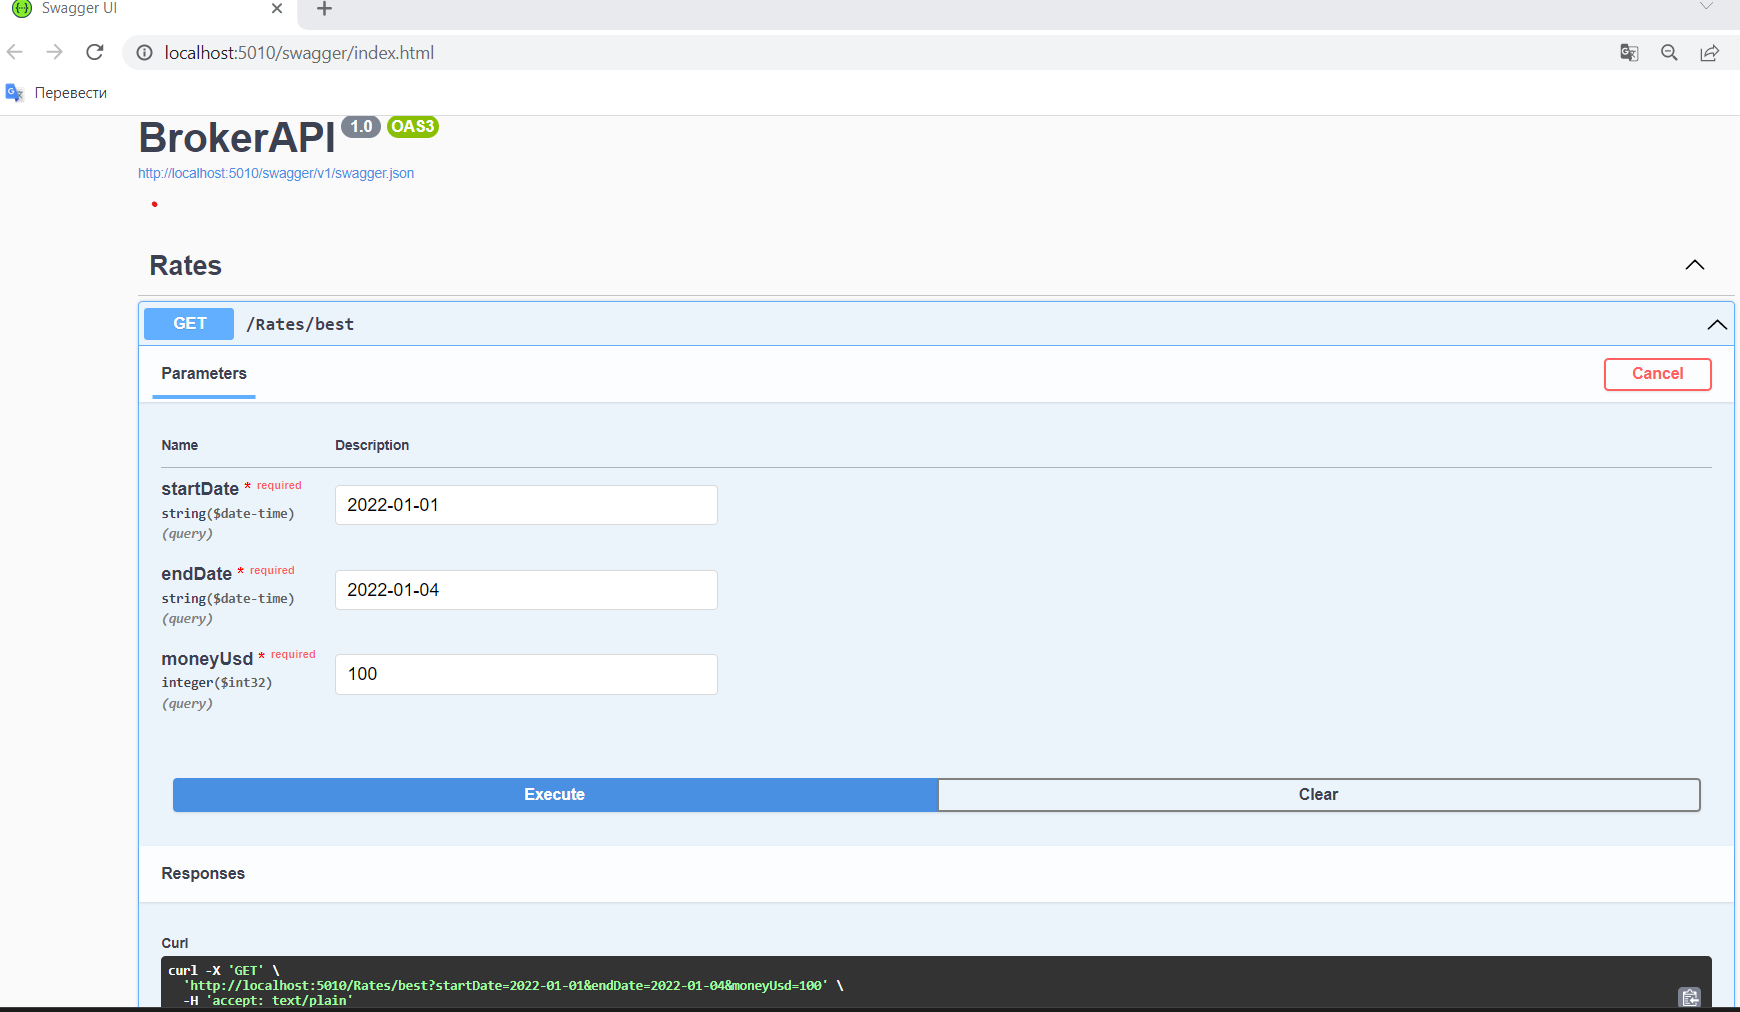 Swagger UI
localhost:5010/swagger/index.html
Перевести
BrokerAPI 1.0 OAS3
http://localhost:5010/swagger/v1/swagger.json
Rates
GET /Rates/best
Parameters
Cancel
Name Description
startDate * required
string($date-time)
(query)
2022-01-01
endDate * required
string($date-time)
(query)
2022-01-04
moneyUsd * required
integer($int32)
(query)
100
Execute
Clear
Responses
Curl
curl -X 'GET' \
'http://localhost:5010/Rates/best?startDate=2022-01-01&endDate=2022-01-04&moneyUsd=100' \
-H 'accept: text/plain'